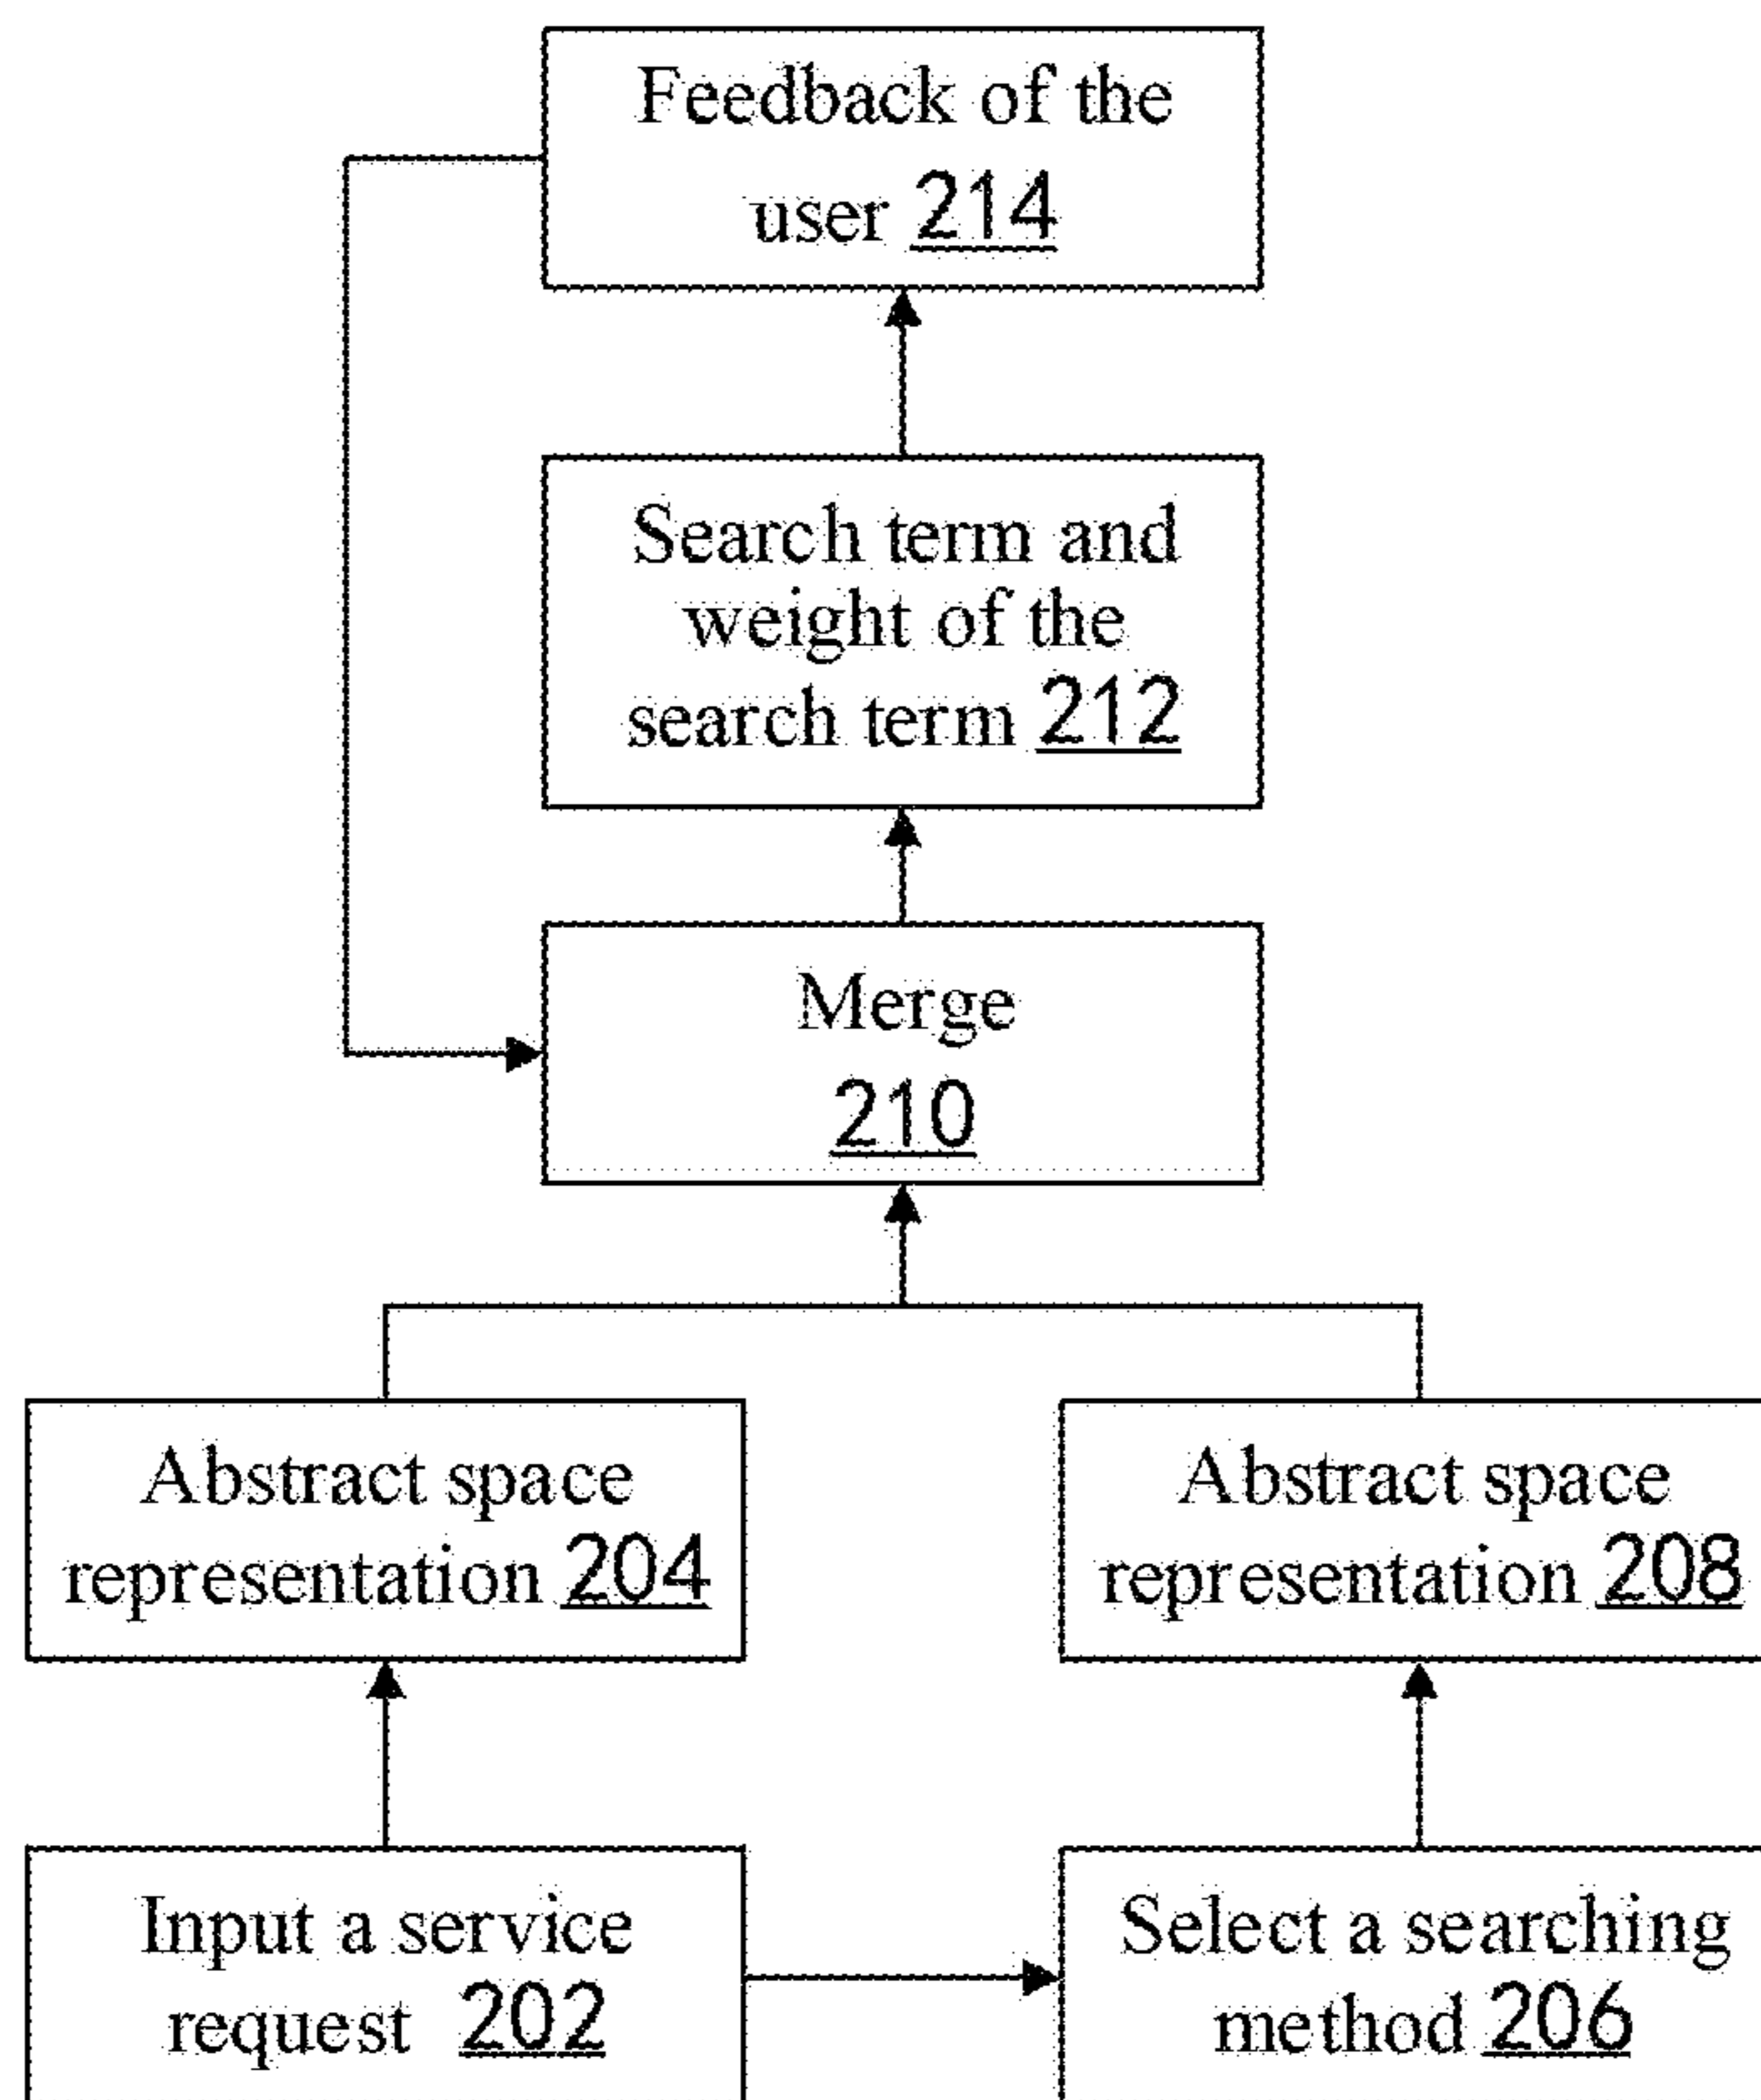 Feedback of the
user 214
Search term and
weight of the
search term 212
Merge
210
Abstract space
representation 204
Abstract space
representation 208
Input a service
request 202
Select a searching
method 206